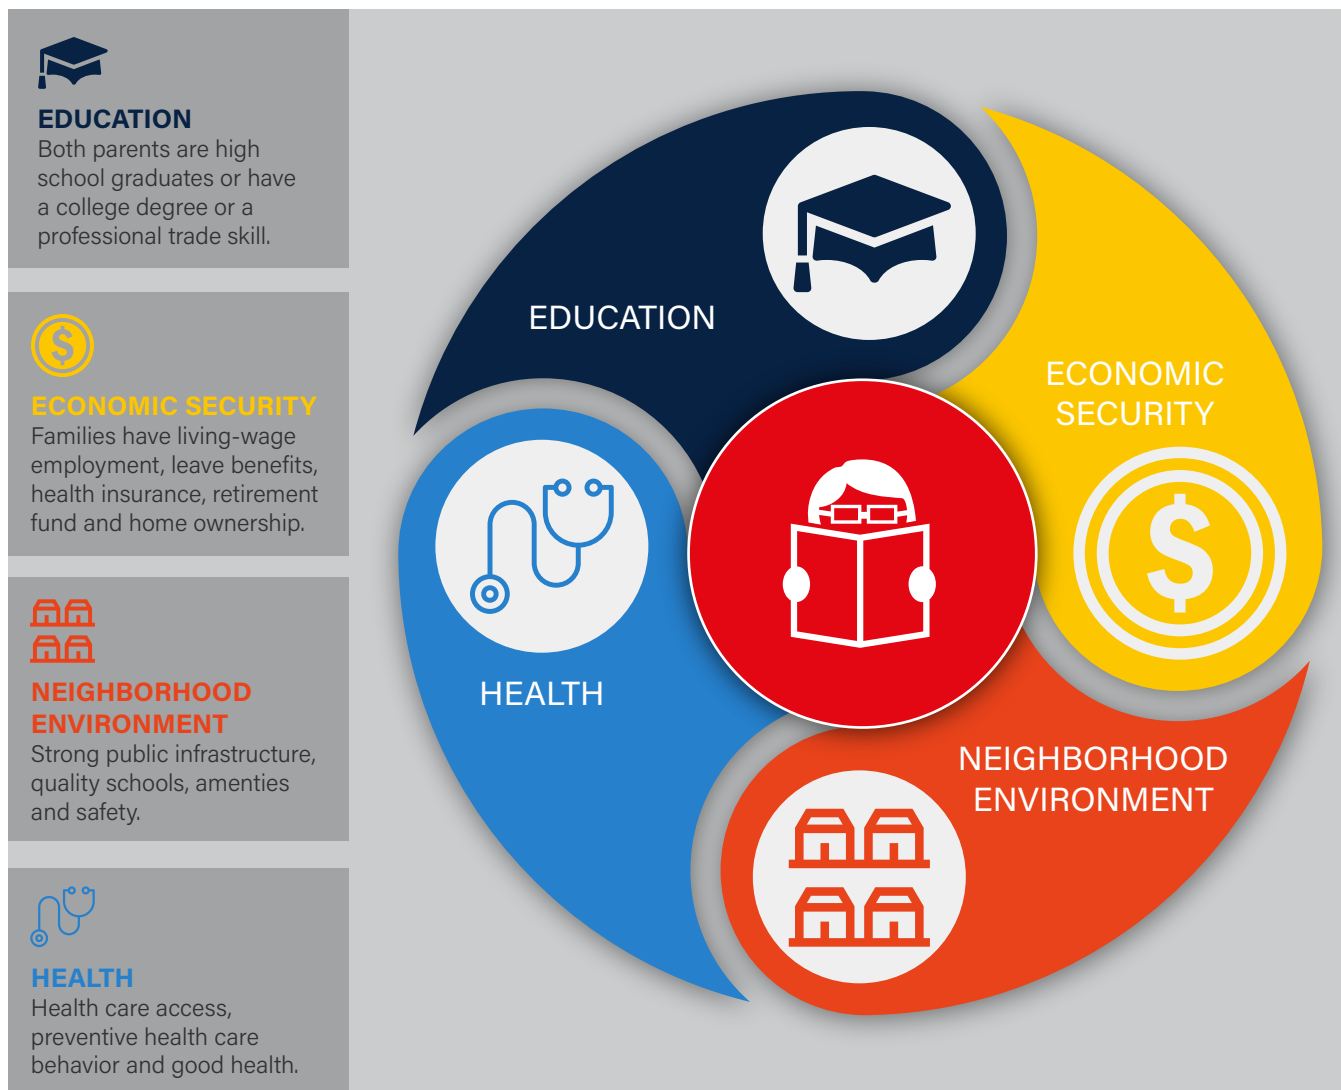 EDUCATION
Both parents are high
school graduates or have
a college degree or a
professional trade skill.
ECONOMIC SECURITY
Families have living-wage
employment, leave benefits,
health insurance, retirement
fund and home ownership.
NEIGHBORHOOD
ENVIRONMENT
Strong public infrastructure,
quality schools, amenties
and safety.
HEALTH
Health care access,
preventive health care
behavior and good health.
EDUCATION
ECONOMIC
SECURITY
$
HEALTH
NEIGHBORHOOD
ENVIRONMENT